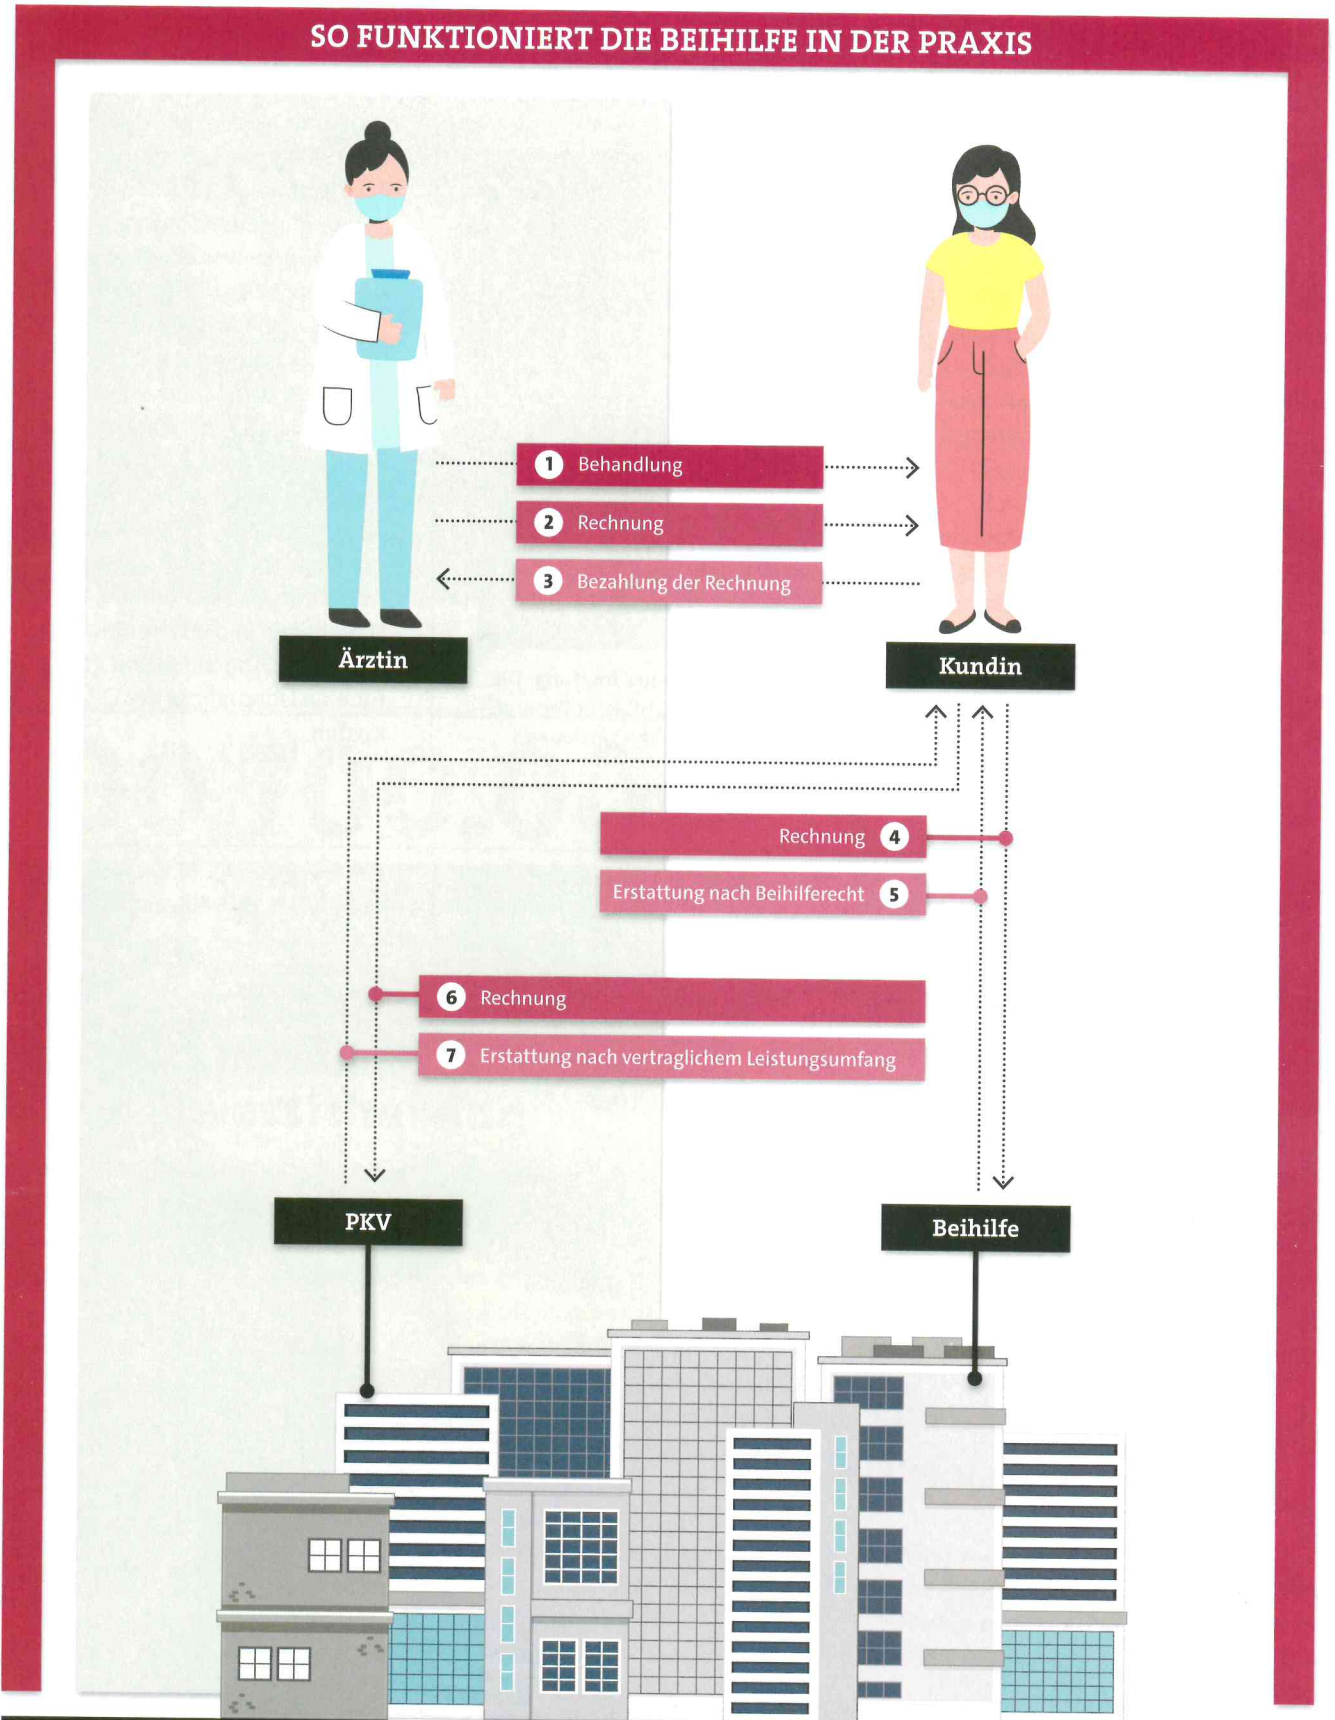 SO FUNKTIONIERT DIE BEIHILFE IN DER PRAXIS
1 Behandlung
2 Rechnung
3 Bezahlung der Rechnung
Ärztin
Kundin
Rechnung 4
Erstattung nach Beihilferecht 5
6 Rechnung
7 Erstattung nach vertraglichem Leistungsumfang
PKV
Beihilfe